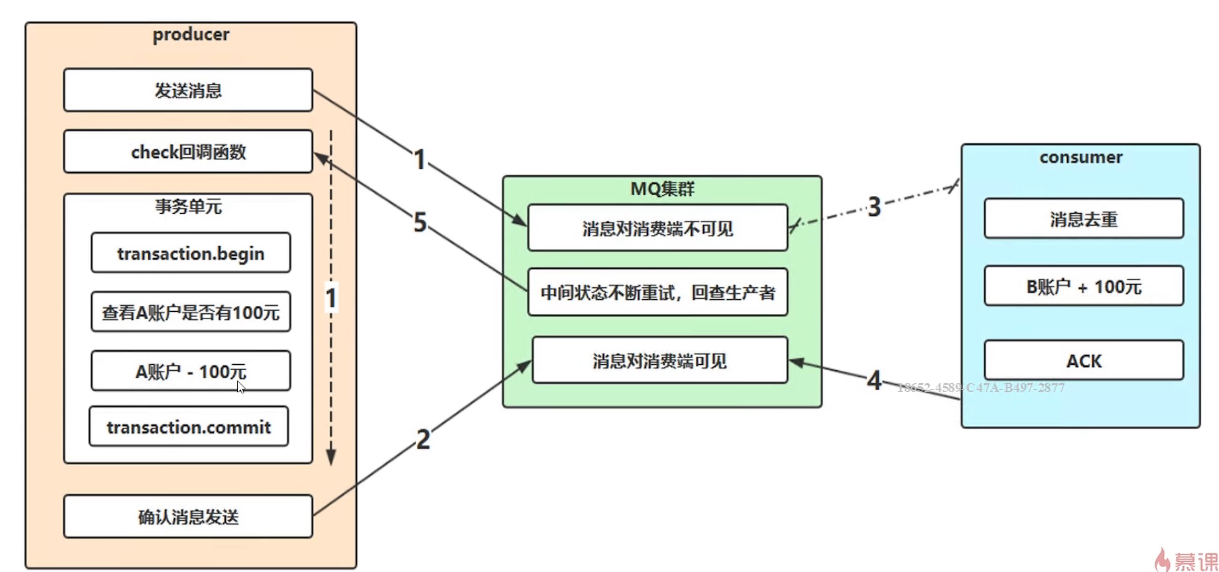 producer
发送消息
check回调函数
事务单元
transaction.begin
查看A账户是否有100元
A账户 - 100元
transaction.commit
确认消息发送
1
1
5
2
MQ集群
消息对消费端不可见
中间状态不断重试，回查生产者
消息对消费端可见
3
4
consumer
消息去重
B账户 + 100元
ACK
18652-4589-C47A-B497-2877
慕课